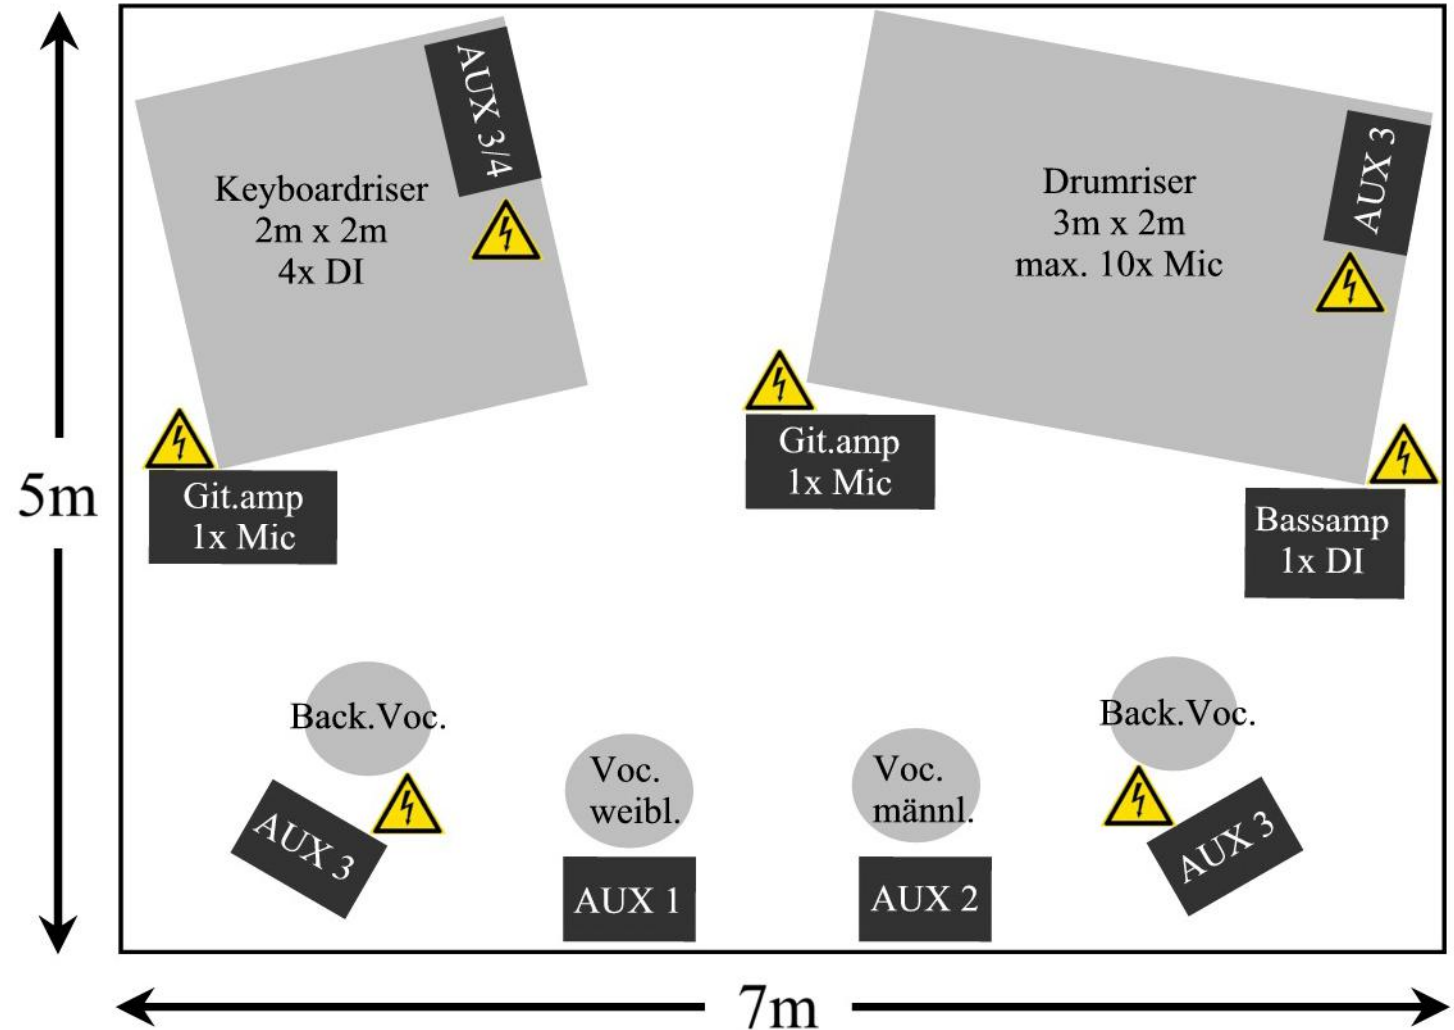 AUX 3/4
Keyboardriser
2m x 2m
4x DI
Drumriser
3m x 2m
max. 10x Mic
AUX 3
5m
Git.amp
1x Mic
Git.amp
1x Mic
Bassamp
1x DI
Back.Voc.
Voc.
weibl.
Voc.
männl.
Back.Voc.
AUX 3
AUX 1
AUX 2
AUX 3
7m